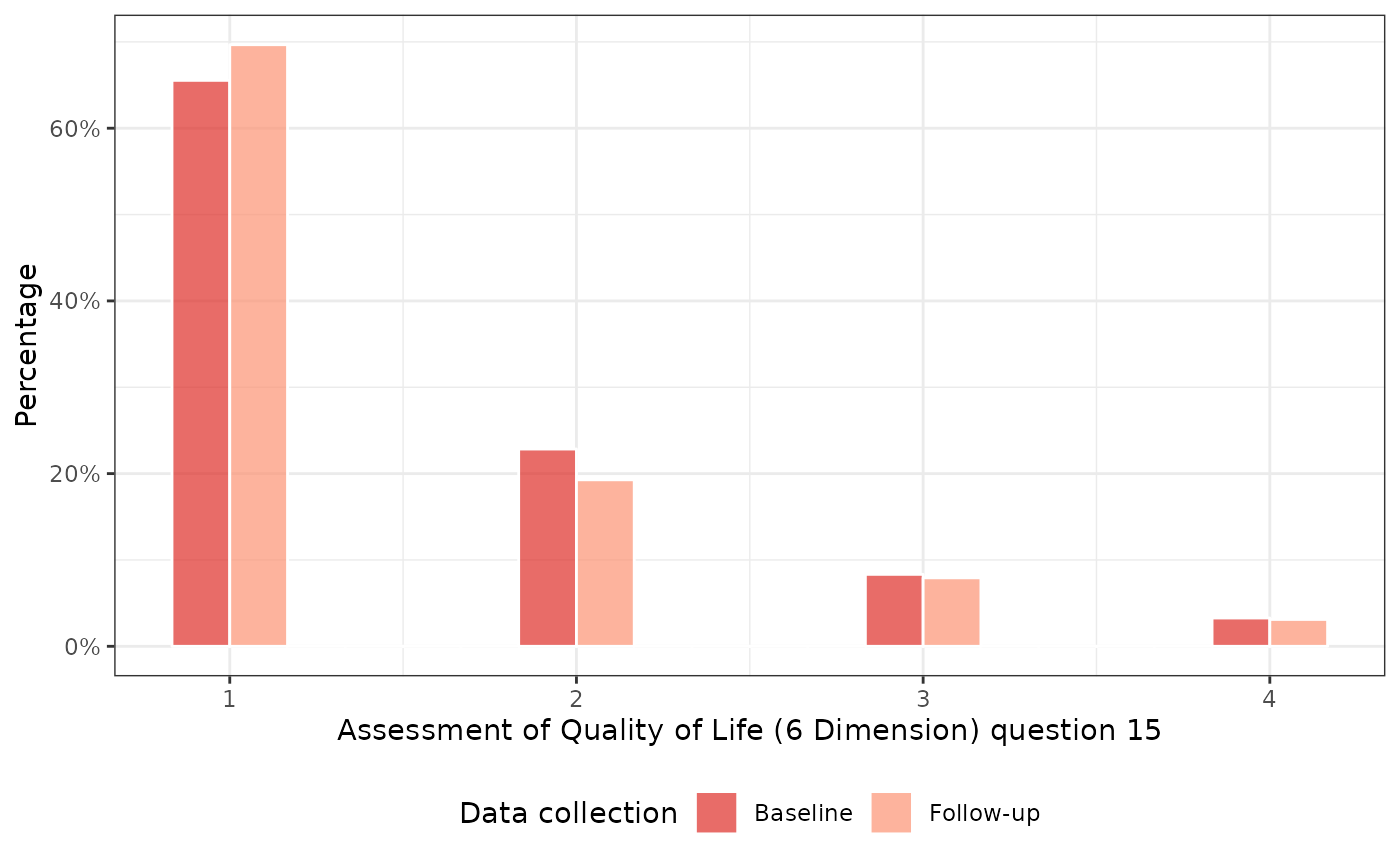 Percentage
60%
40%
20%
0%
1 2 3 4
Assessment of Quality of Life (6 Dimension) question 15
Data collection Baseline Follow-up